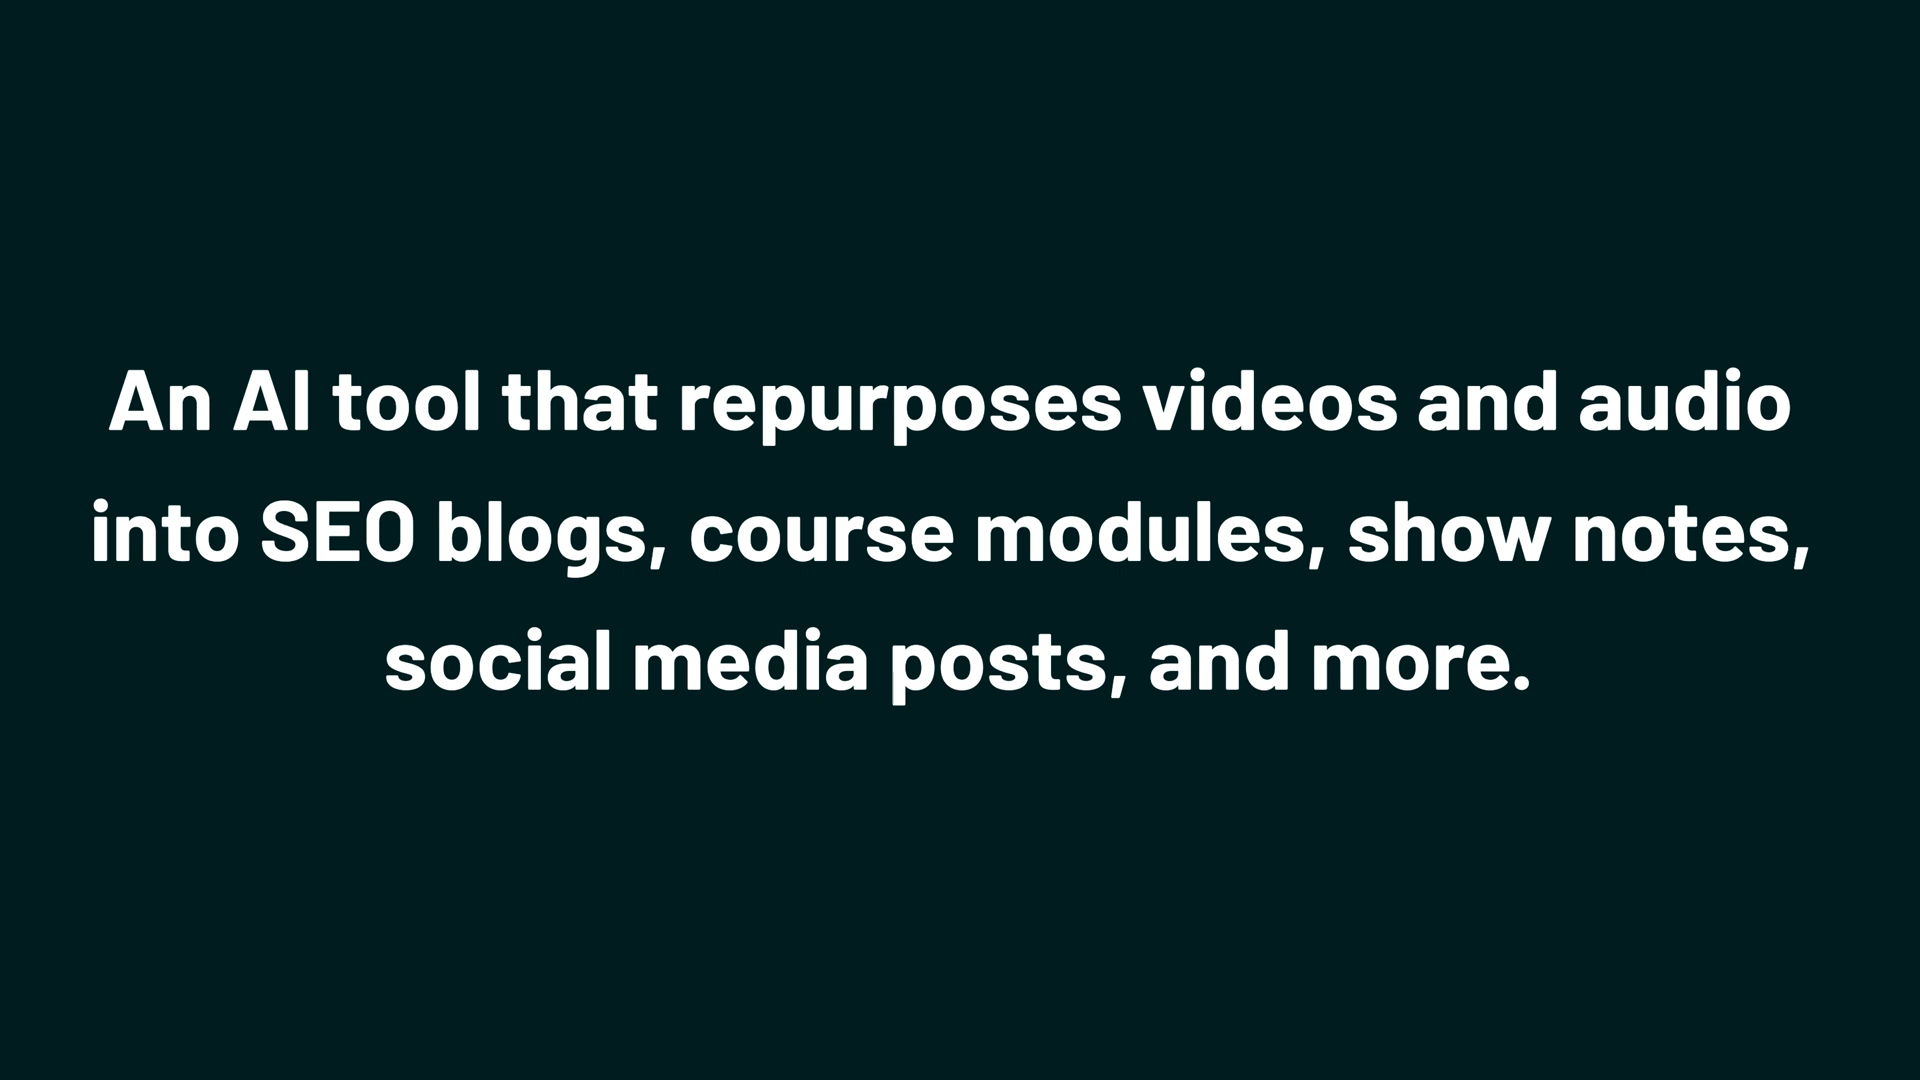 An AI tool that repurposes videos and audio
into SEO blogs, course modules, show notes,
social media posts, and more.